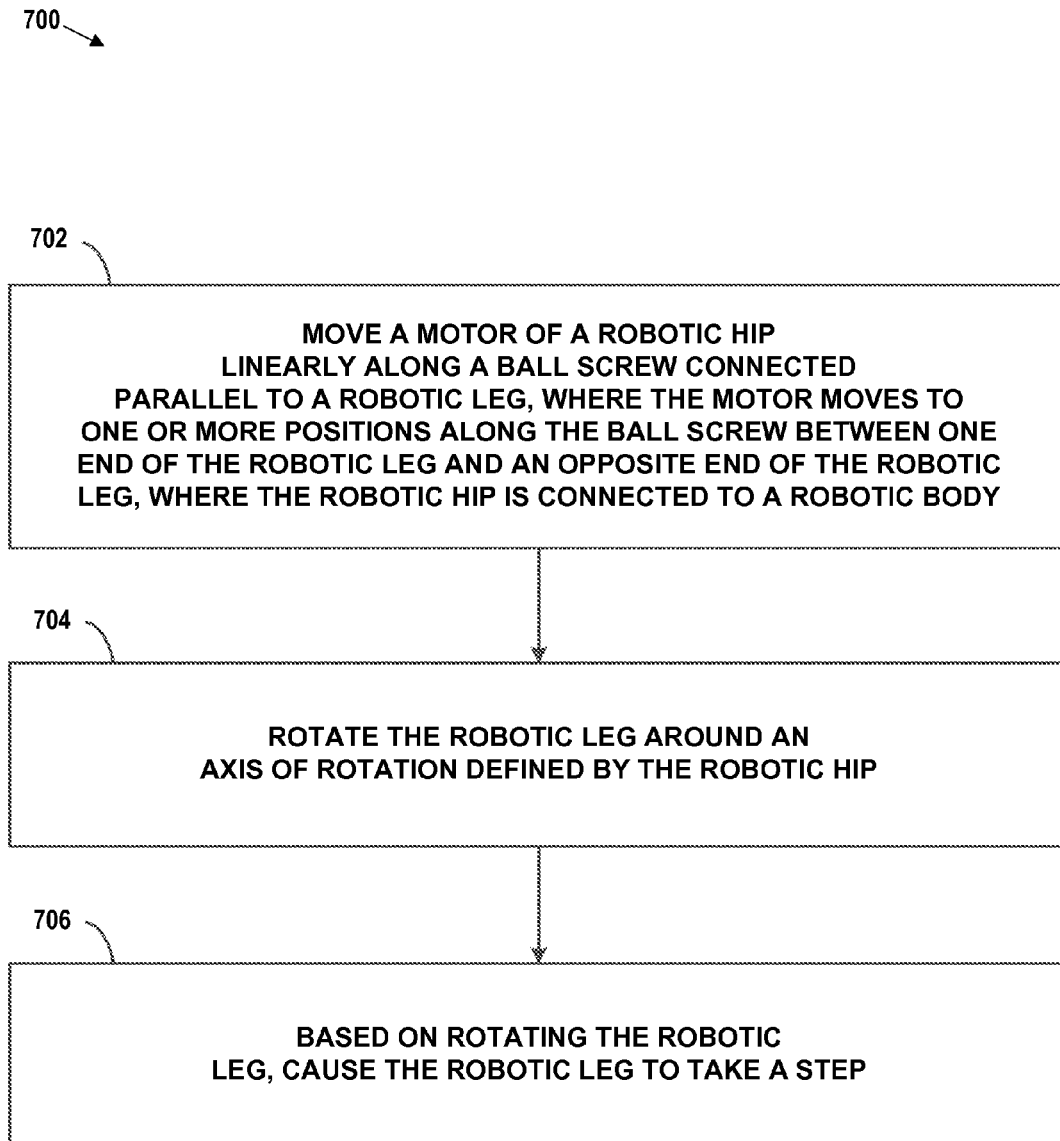 700
702
MOVE A MOTOR OF A ROBOTIC HIP
LINEARLY ALONG A BALL SCREW CONNECTED
PARALLEL TO A ROBOTIC LEG, WHERE THE MOTOR MOVES TO
ONE OR MORE POSITIONS ALONG THE BALL SCREW BETWEEN ONE
END OF THE ROBOTIC LEG AND AN OPPOSITE END OF THE ROBOTIC
LEG, WHERE THE ROBOTIC HIP IS CONNECTED TO A ROBOTIC BODY
704
ROTATE THE ROBOTIC LEG AROUND AN
AXIS OF ROTATION DEFINED BY THE ROBOTIC HIP
706
BASED ON ROTATING THE ROBOTIC
LEG, CAUSE THE ROBOTIC LEG TO TAKE A STEP